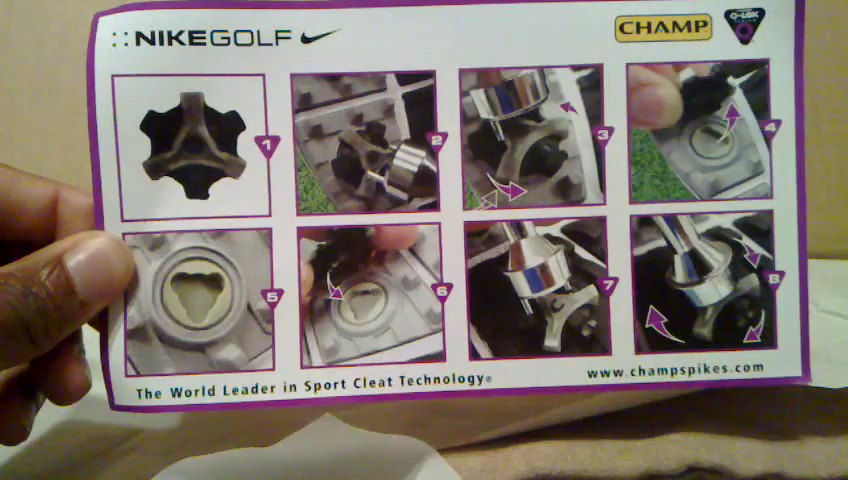 NIKEGOLF
CHAMP
Q-LOK
1
2
3
4
5
6
7
8
The World Leader in Sport Cleat Technology®
www.champspikes.com